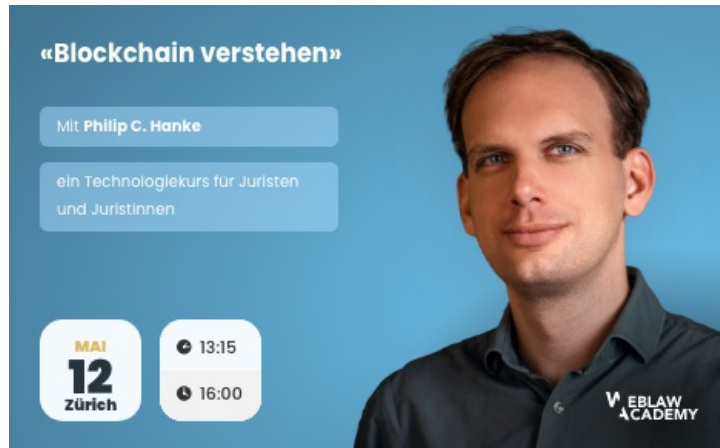 «Blockchain verstehen»
Mit Philip C. Hanke
ein Technologiekurs für Juristen
und Juristinnen
MAI
12
Zürich
13:15
16:00
WEBLAW
ACADEMY